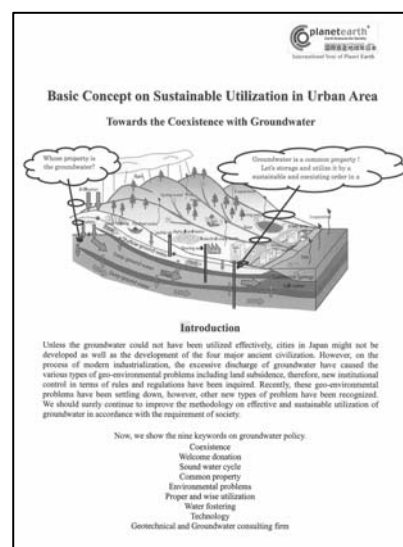 planetearth
Earth Sciences for Society
International Year of Planet Earth
Basic Concept on Sustainable Utilization in Urban Area
Towards the Coexistence with Groundwater
Whose property is
the groundwater?
Groundwater is a common property !
Let's storage and utilize it by a
sustainable and coexisting order in a
Introduction
Unless the groundwater could not have been utilized effectively, cities in Japan might not be
developed as well as the development of the four major ancient civilization. However, on the
process of modern industrialization, the excessive discharge of groundwater have caused the
various types of geo-environmental problems including land subsidence, therefore, new institutional
control in terms of rules and regulations have been inquired. Recently, these geo-environmental
problems have been settling down, however, other new types of problem have been recognized.
We should surely continue to improve the methodology on effective and sustainable utilization of
groundwater in accordance with the requirement of society.
Now, we show the nine keywords on groundwater policy.
Coexistence
Welcome donation
Sound water cycle
Common property
Environmental problems
Proper and wise utilization
Water fostering
Technology
Geotechnical and Groundwater consulting firm